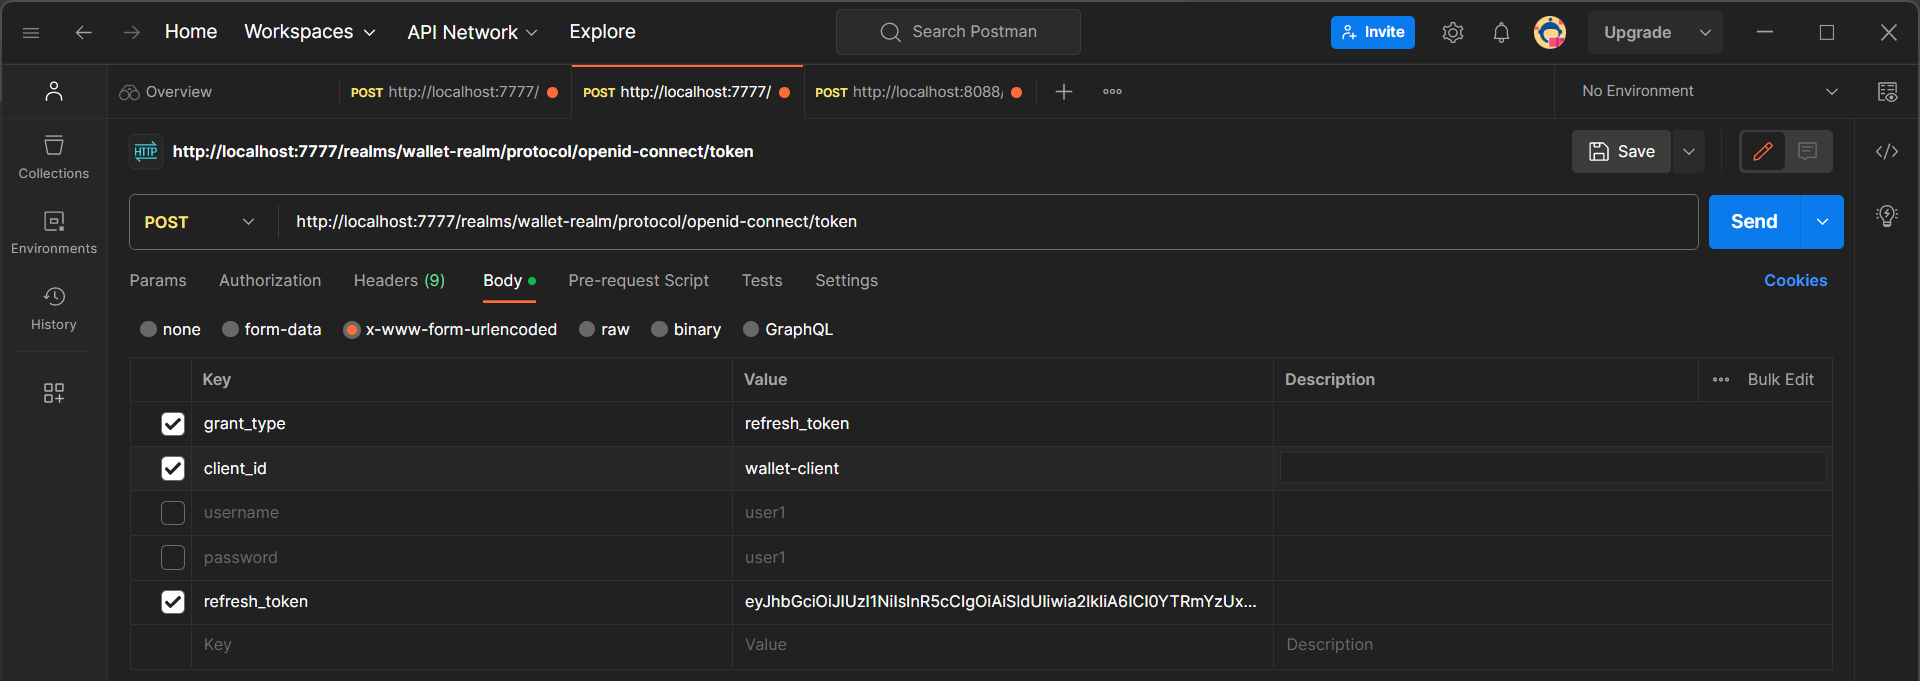 Home Workspaces API Network Explore Search Postman Invite Upgrade
Overview POST http://localhost:7777/ POST http://localhost:7777/ POST http://localhost:8088/ No Environment
HTTP http://localhost:7777/realms/wallet-realm/protocol/openid-connect/token Save
Collections
POST http://localhost:7777/realms/wallet-realm/protocol/openid-connect/token Send
Environments
Params Authorization Headers (9) Body Pre-request Script Tests Settings Cookies
History
none form-data x-www-form-urlencoded raw binary GraphQL
Key Value Description Bulk Edit
grant_type refresh_token
client_id wallet-client
username user1
password user1
refresh_token eyJhbGciOiJIUzI1NiIsInR5cCIgOiAiSldUIiwia2lkIiA6ICI0YTRmYzUx...
Key Value Description